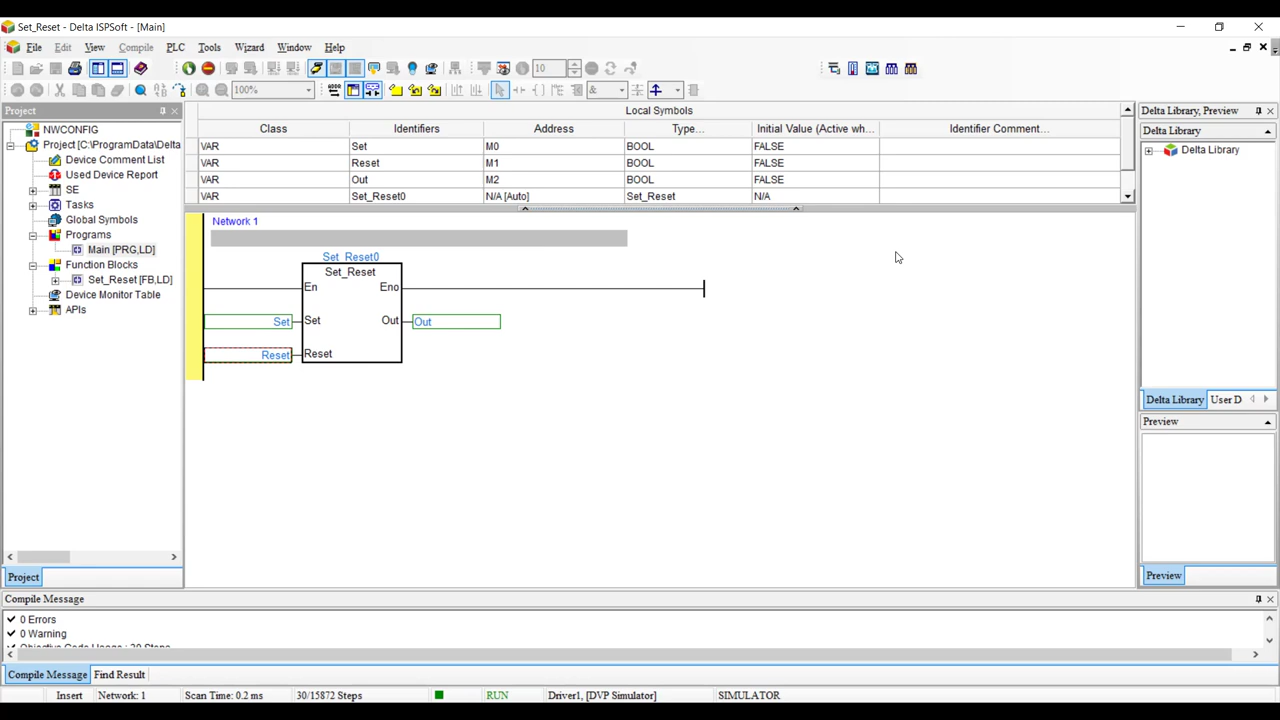 Set_Reset - Delta ISPSoft - [Main]
File Edit View Compile PLC Tools Wizard Window Help
10
100%
&
Project
NWCONFIG
Project [C:\ProgramData\Delta
Device Comment List
Used Device Report
SE
Tasks
Global Symbols
Programs
Main [PRG,LD]
Function Blocks
Set_Reset [FB,LD]
Device Monitor Table
APIs
Project
Local Symbols
Class Identifiers Address Type... Initial Value (Active wh... Identifier Comment...
VAR Set M0 BOOL FALSE
VAR Reset M1 BOOL FALSE
VAR Out M2 BOOL FALSE
VAR Set_Reset0 N/A [Auto] Set_Reset N/A
Network 1
Set_Reset0
Set_Reset
En Eno
Set Set Out Out
Reset Reset
Delta Library, Preview
Delta Library
Delta Library
Delta Library User D
Preview
Preview
Compile Message
0 Errors
0 Warning
Compile Message Find Result
Insert Network: 1 Scan Time: 0.2 ms 30/15872 Steps RUN Driver1, [DVP Simulator] SIMULATOR